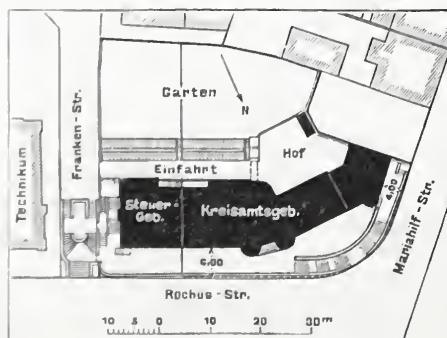 Garten
N
Franken-Str.
Technikum
Hof
Einfahrt
Steuer
Geb.
Kreisamtsgeb.
4,00
Mariahilf-Str.
6,00
Rochus-Str.
10 5 0 10 20 30 m